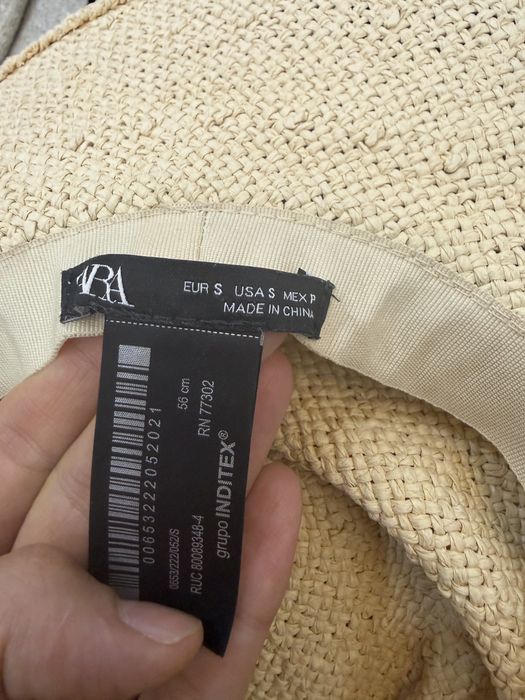 ZARA
EUR S USA S MEX P
MADE IN CHINA
56 cm
RN 77302
00653222052021
0653/222/052/S
RUC 80089348-4
grupo INDITEX®